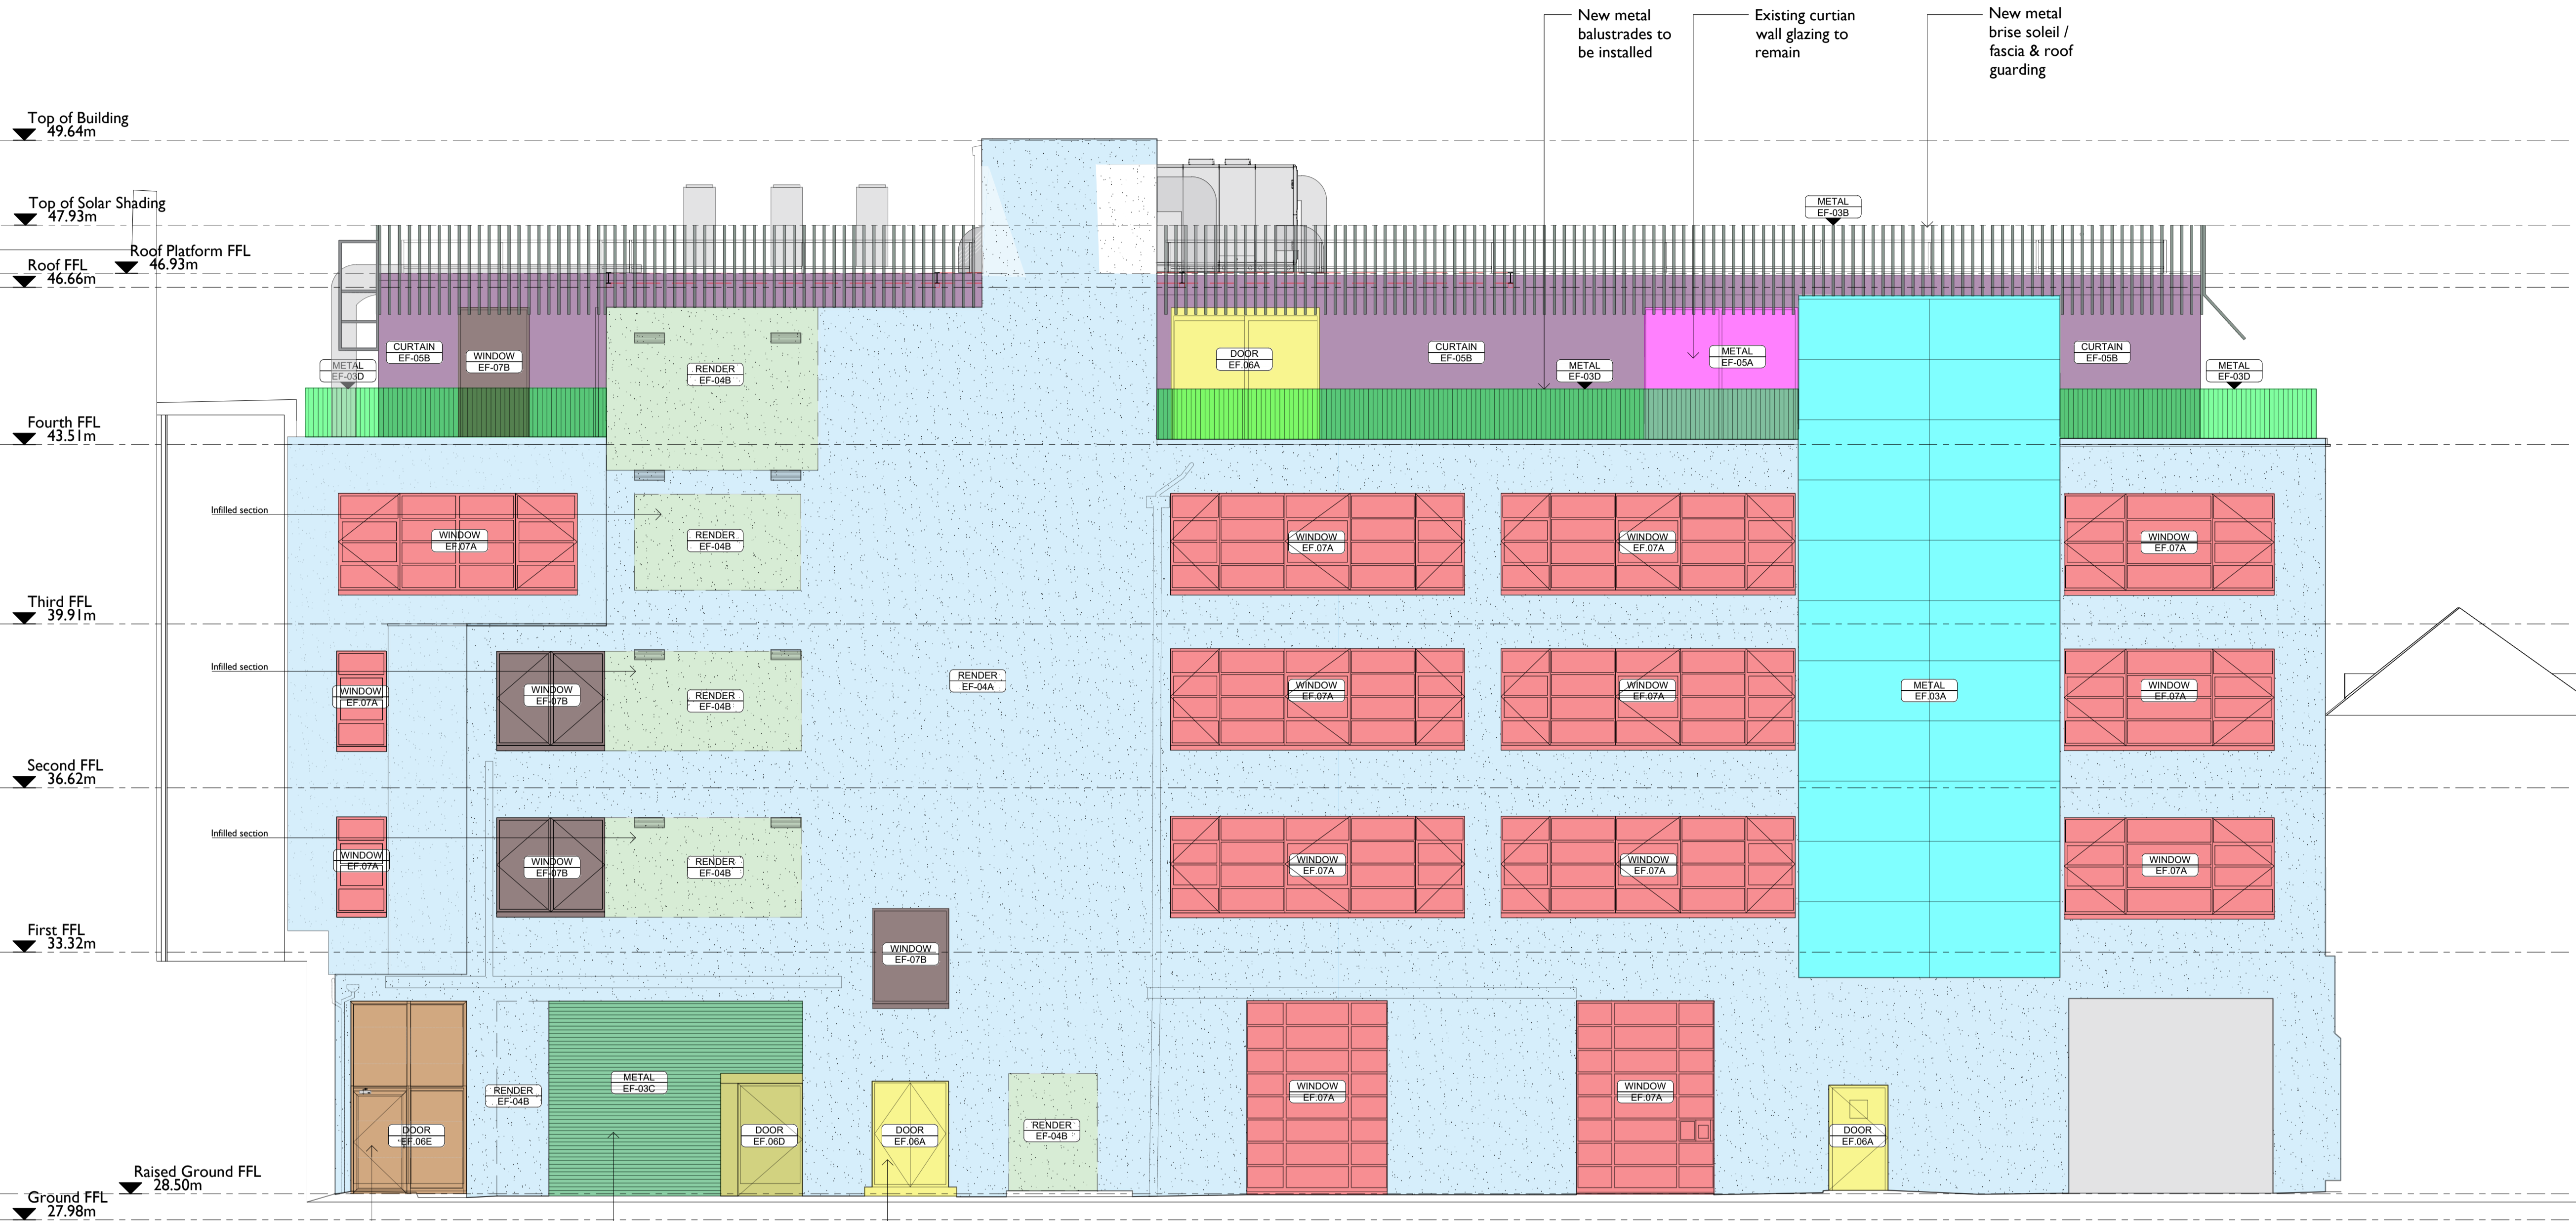 New metal
balustrades to
be installed
Existing curtian
wall glazing to
remain
New metal
brise soleil /
fascia & roof
guarding
Top of Building
49.64m
Top of Solar Shading
47.93m
METAL
EF-03B
Roof Platform FFL
46.93m
Roof FFL
46.66m
METAL
EF-03D
CURTAIN
EF-05B
WINDOW
EF-07B
RENDER
EF-04B
DOOR
EF.06A
CURTAIN
EF-05B
METAL
EF-03D
METAL
EF-05A
CURTAIN
EF-05B
METAL
EF-03D
Fourth FFL
43.51m
Infilled section
WINDOW
EF.07A
RENDER
EF-04B
WINDOW
EF.07A
WINDOW
EF.07A
WINDOW
EF.07A
Third FFL
39.91m
Infilled section
WINDOW
EF.07A
WINDOW
EF-07B
RENDER
EF-04B
RENDER
EF-04A
WINDOW
EF.07A
WINDOW
EF.07A
METAL
EF.03A
WINDOW
EF.07A
Second FFL
36.62m
Infilled section
WINDOW
EF.07A
WINDOW
EF-07B
RENDER
EF-04B
WINDOW
EF.07A
WINDOW
EF.07A
WINDOW
EF.07A
First FFL
33.32m
WINDOW
EF-07B
RENDER
EF-04B
METAL
EF-03C
WINDOW
EF.07A
WINDOW
EF.07A
DOOR
EF.06E
DOOR
EF.06D
DOOR
EF.06A
RENDER
EF-04B
DOOR
EF.06A
Raised Ground FFL
28.50m
Ground FFL
27.98m